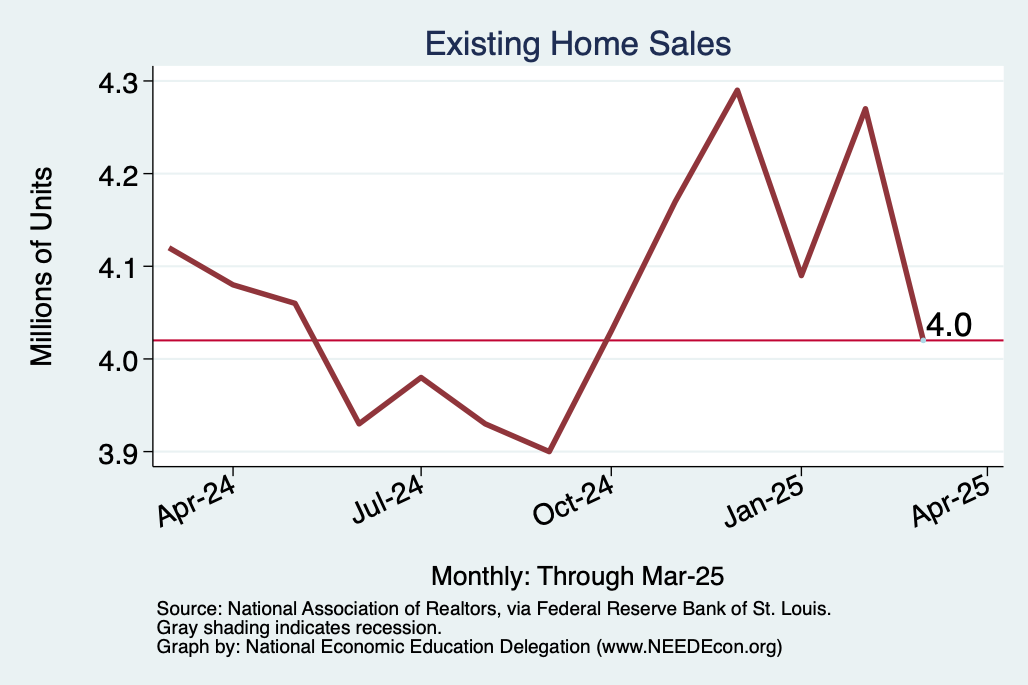 Existing Home Sales
Millions of Units
4.3
4.2
4.1
4.0
3.9
4.0
Apr-24
Jul-24
Oct-24
Jan-25
Apr-25
Monthly: Through Mar-25
Source: National Association of Realtors, via Federal Reserve Bank of St. Louis.
Gray shading indicates recession.
Graph by: National Economic Education Delegation (www.NEEDEcon.org)